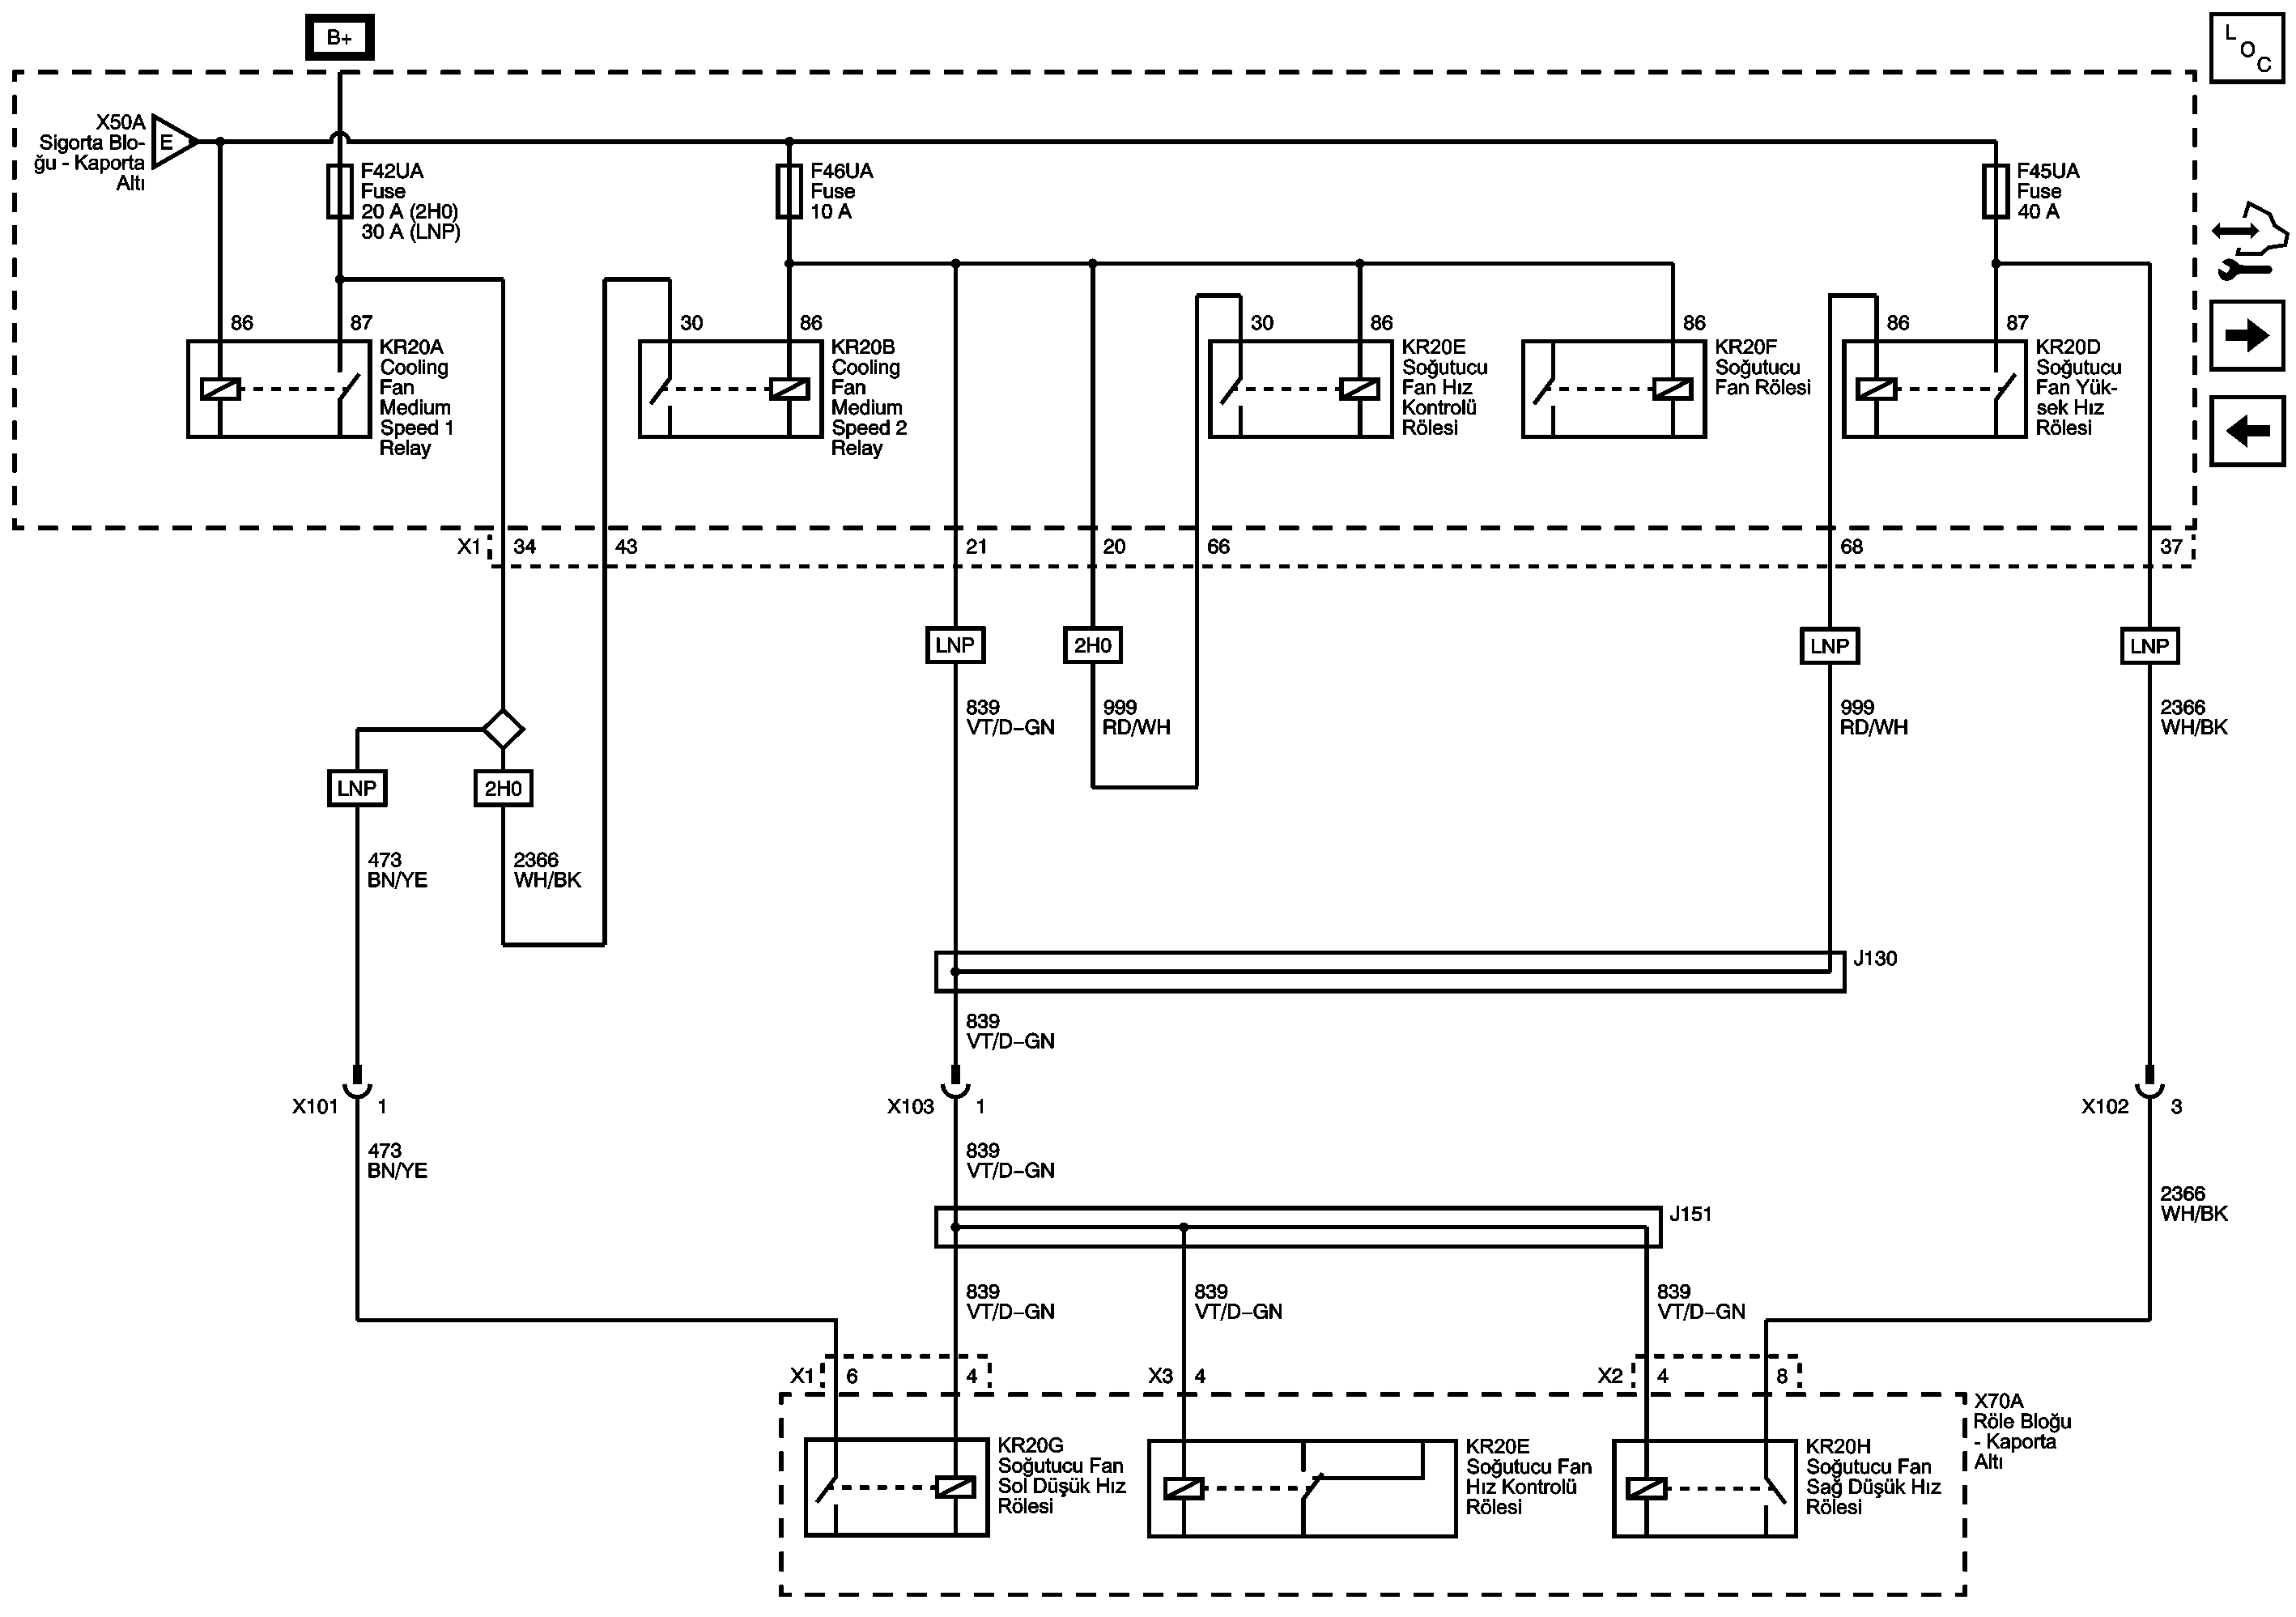 B+
L
O
C
X50A
Sigorta Blo-
ğu - Kaporta
Altı
E
F42UA
Fuse
20 A (2H0)
30 A (LNP)
F46UA
Fuse
10 A
F45UA
Fuse
40 A
86
87
30
86
30
86
86
86
87
KR20A
Cooling
Fan
Medium
Speed 1
Relay
KR20B
Cooling
Fan
Medium
Speed 2
Relay
KR20E
Soğutucu
Fan Hız
Kontrolü
Rölesi
KR20F
Soğutucu
Fan Rölesi
KR20D
Soğutucu
Fan Yük-
sek Hız
Rölesi
X1
34
43
21
20
66
68
37
LNP
2H0
LNP
LNP
839
VT/D-GN
999
RD/WH
999
RD/WH
2366
WH/BK
LNP
2H0
473
BN/YE
2366
WH/BK
J130
839
VT/D-GN
X101
1
X103
1
X102
3
473
BN/YE
839
VT/D-GN
2366
WH/BK
J151
839
VT/D-GN
839
VT/D-GN
839
VT/D-GN
X1
6
4
X3
4
X2
4
8
X70A
Röle Bloğu
- Kaporta
Altı
KR20G
Soğutucu Fan
Sol Düşük Hız
Rölesi
KR20E
Soğutucu Fan
Hız Kontrolü
Rölesi
KR20H
Soğutucu Fan
Sağ Düşük Hız
Rölesi